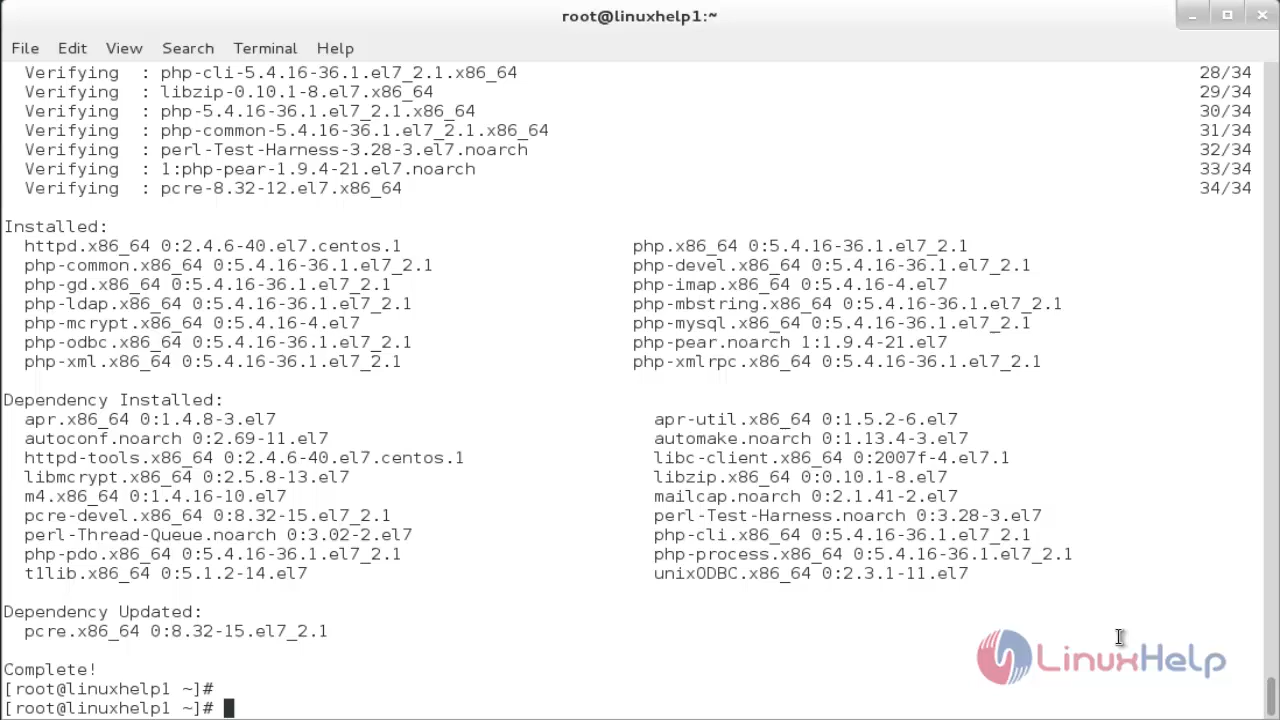 root@linuxhelp1:~
File Edit View Search Terminal Help
Verifying : php-cli-5.4.16-36.1.el7_2.1.x86_64 28/34
Verifying : libzip-0.10.1-8.el7.x86_64 29/34
Verifying : php-5.4.16-36.1.el7_2.1.x86_64 30/34
Verifying : php-common-5.4.16-36.1.el7_2.1.x86_64 31/34
Verifying : perl-Test-Harness-3.28-3.el7.noarch 32/34
Verifying : 1:php-pear-1.9.4-21.el7.noarch 33/34
Verifying : pcre-8.32-12.el7.x86_64 34/34
Installed:
httpd.x86_64 0:2.4.6-40.el7.centos.1 php.x86_64 0:5.4.16-36.1.el7_2.1
php-common.x86_64 0:5.4.16-36.1.el7_2.1 php-devel.x86_64 0:5.4.16-36.1.el7_2.1
php-gd.x86_64 0:5.4.16-36.1.el7_2.1 php-imap.x86_64 0:5.4.16-4.el7
php-ldap.x86_64 0:5.4.16-36.1.el7_2.1 php-mbstring.x86_64 0:5.4.16-36.1.el7_2.1
php-mcrypt.x86_64 0:5.4.16-4.el7 php-mysql.x86_64 0:5.4.16-36.1.el7_2.1
php-odbc.x86_64 0:5.4.16-36.1.el7_2.1 php-pear.noarch 1:1.9.4-21.el7
php-xml.x86_64 0:5.4.16-36.1.el7_2.1 php-xmlrpc.x86_64 0:5.4.16-36.1.el7_2.1
Dependency Installed:
apr.x86_64 0:1.4.8-3.el7 apr-util.x86_64 0:1.5.2-6.el7
autoconf.noarch 0:2.69-11.el7 automake.noarch 0:1.13.4-3.el7
httpd-tools.x86_64 0:2.4.6-40.el7.centos.1 libc-client.x86_64 0:2007f-4.el7.1
libmcrypt.x86_64 0:2.5.8-13.el7 libzip.x86_64 0:0.10.1-8.el7
m4.x86_64 0:1.4.16-10.el7 mailcap.noarch 0:2.1.41-2.el7
pcre-devel.x86_64 0:8.32-15.el7_2.1 perl-Test-Harness.noarch 0:3.28-3.el7
perl-Thread-Queue.noarch 0:3.02-2.el7 php-cli.x86_64 0:5.4.16-36.1.el7_2.1
php-pdo.x86_64 0:5.4.16-36.1.el7_2.1 php-process.x86_64 0:5.4.16-36.1.el7_2.1
t1lib.x86_64 0:5.1.2-14.el7 unixODBC.x86_64 0:2.3.1-11.el7
Dependency Updated:
pcre.x86_64 0:8.32-15.el7_2.1
Complete!
[root@linuxhelp1 ~]#
[root@linuxhelp1 ~]#
LinuxHelp